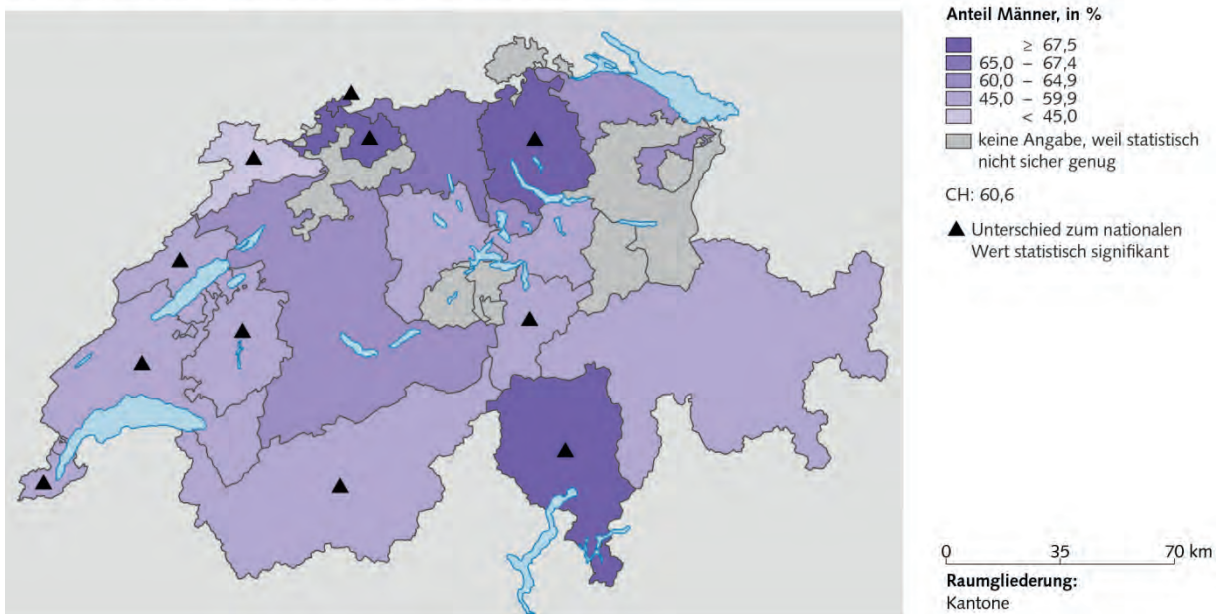 Anteil Männer, in %
≥ 67,5
65,0 – 67,4
60,0 – 64,9
45,0 – 59,9
< 45,0
keine Angabe, weil statistisch
nicht sicher genug
CH: 60,6
▲ Unterschied zum nationalen
Wert statistisch signifikant
0 35 70 km
Raumgliederung:
Kantone